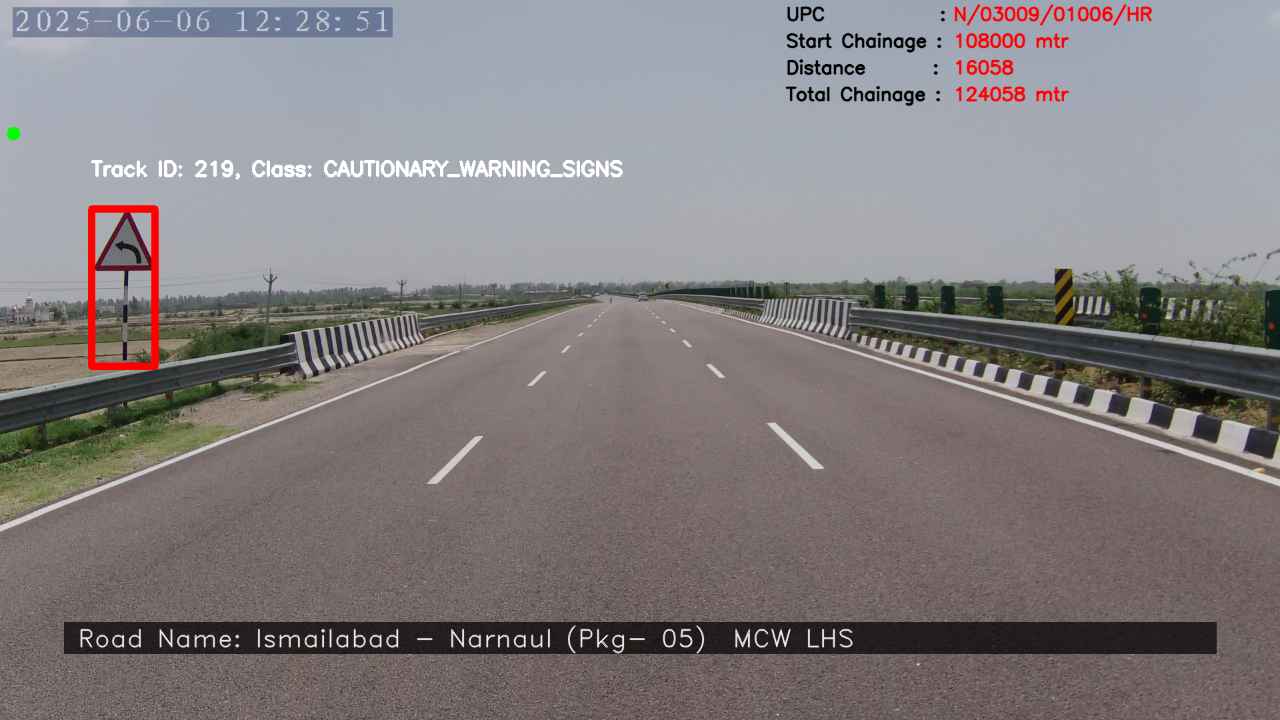 2025-06-06 12:28:51
UPC : N/03009/01006/HR
Start Chainage : 108000 mtr
Distance : 16058
Total Chainage : 124058 mtr
Track ID: 219, Class: CAUTIONARY_WARNING_SIGNS
Road Name: Ismailabad - Narnaul (Pkg- 05) MCW LHS